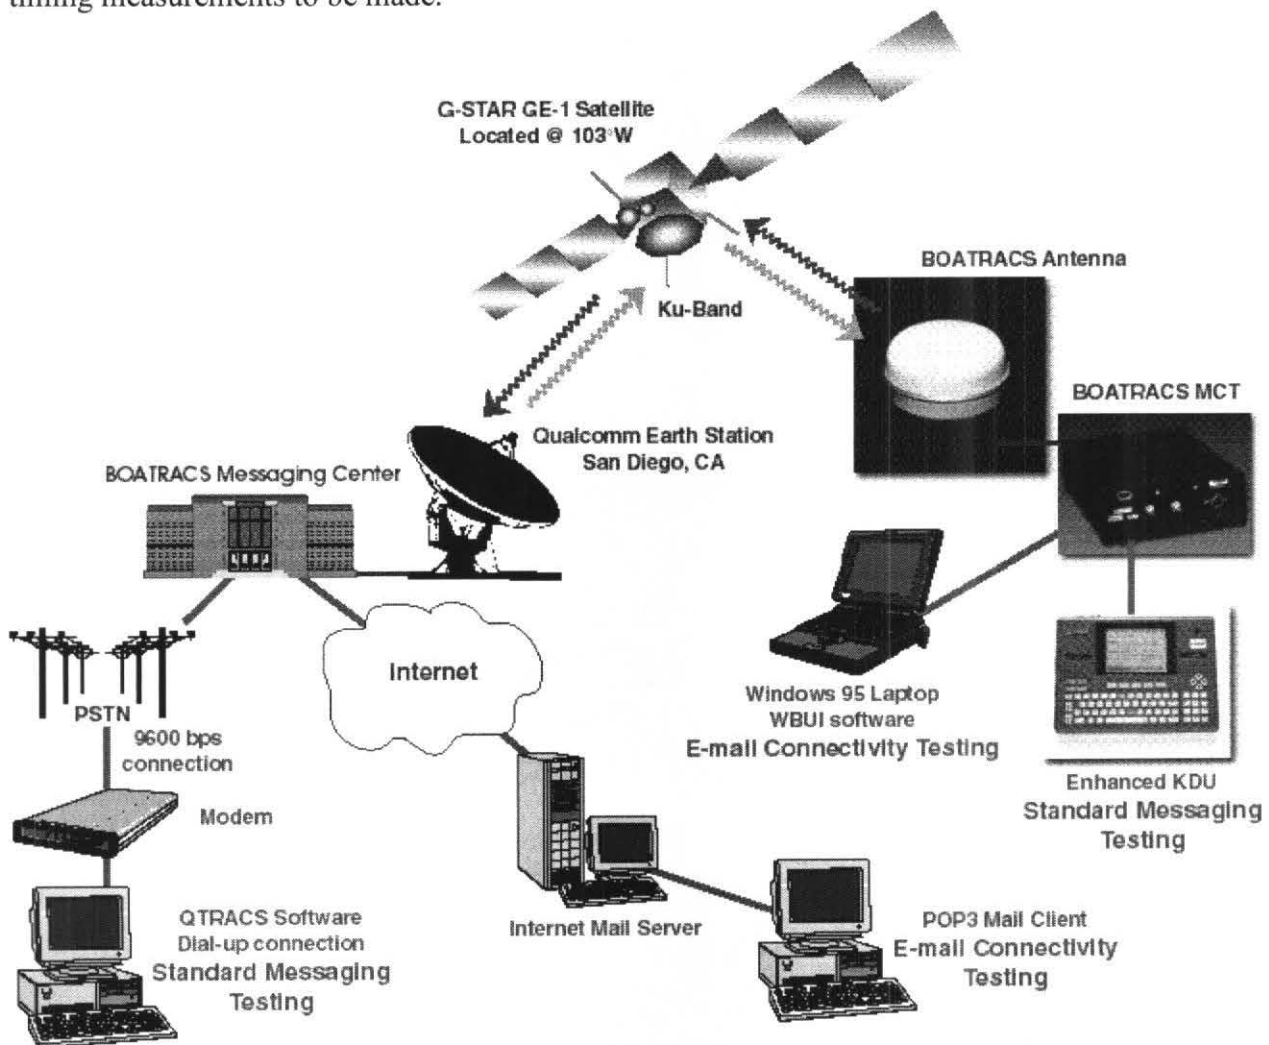 timing measurements to be made.
G-STAR GE-1 Satellite
Located @ 103°W
Ku-Band
BOATRACS Antenna
BOATRACS MCT
Qualcomm Earth Station
San Diego, CA
BOATRACS Messaging Center
Internet
PSTN
9600 bps
connection
Modem
Windows 95 Laptop
WBUI software
E-mail Connectivity Testing
Enhanced KDU
Standard Messaging
Testing
QTRACS Software
Dial-up connection
Standard Messaging
Testing
Internet Mail Server
POP3 Mail Client
E-mail Connectivity
Testing